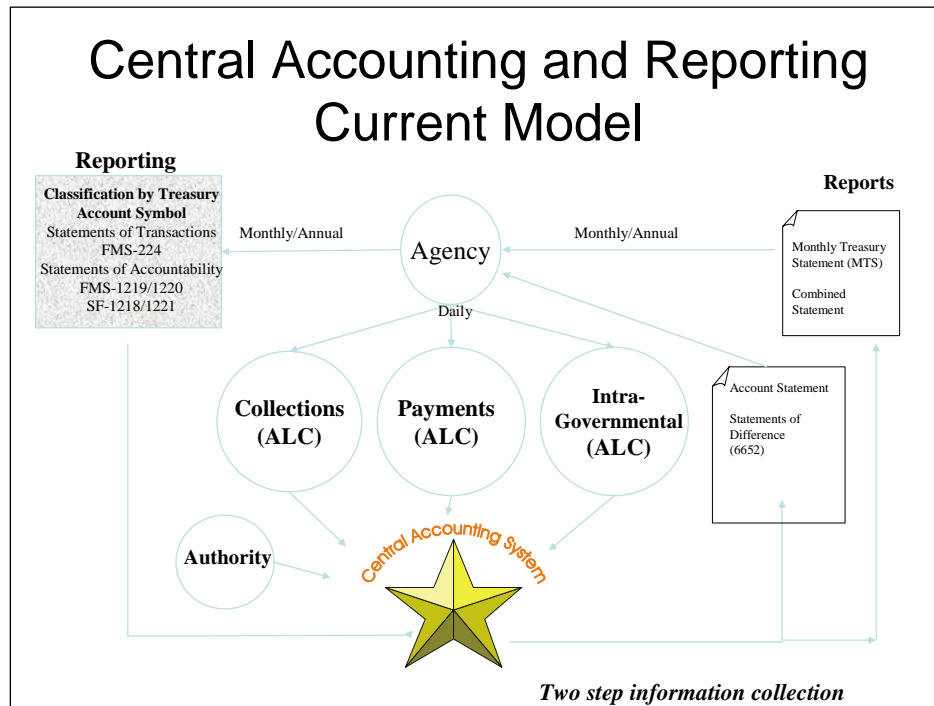 Central Accounting and Reporting
Current Model
Reporting
Classification by Treasury
Account Symbol
Statements of Transactions
FMS-224
Statements of Accountability
FMS-1219/1220
SF-1218/1221
Monthly/Annual
Agency
Monthly/Annual
Reports
Monthly Treasury
Statement (MTS)
Combined
Statement
Daily
Collections
(ALC)
Payments
(ALC)
Intra-
Governmental
(ALC)
Account Statement
Statements of
Difference
(6652)
Authority
Central Accounting System
Two step information collection